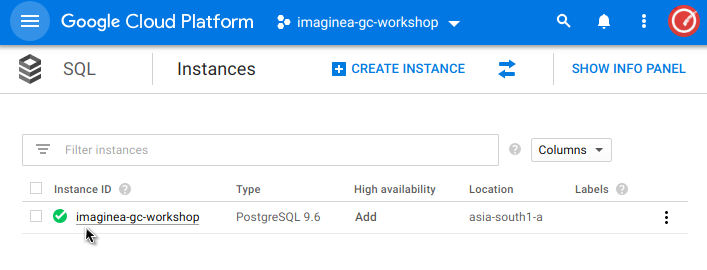 Google Cloud Platform imaginea-gc-workshop
SQL Instances CREATE INSTANCE SHOW INFO PANEL
Filter instances ? Columns
Instance ID ? Type High availability Location Labels ?
imaginea-gc-workshop PostgreSQL 9.6 Add asia-south1-a